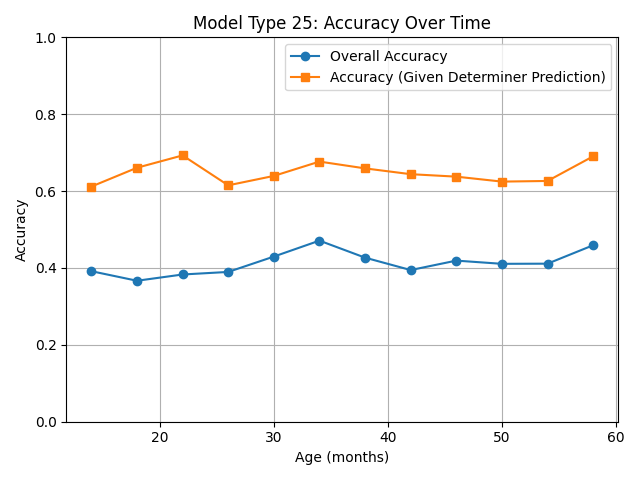 Model Type 25: Accuracy Over Time
Overall Accuracy
Accuracy (Given Determiner Prediction)
1.0
0.8
0.6
0.4
0.2
0.0
Accuracy
20 30 40 50 60
Age (months)